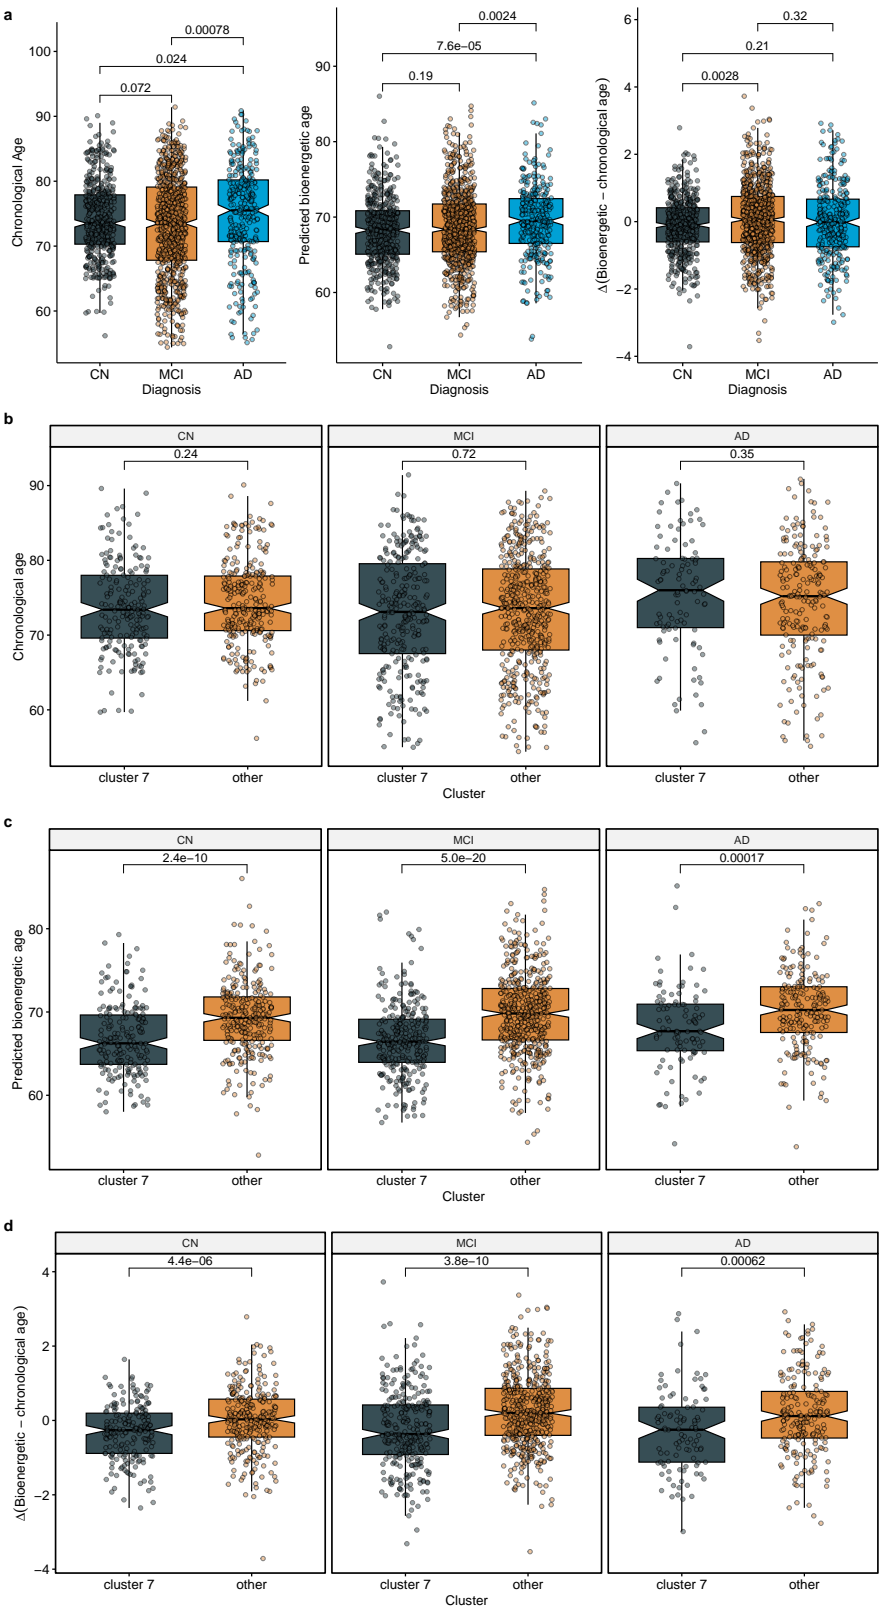 a
0.00078
0.024
0.072
100
90
80
70
60
Chronological Age
CN
MCI
AD
Diagnosis
0.0024
7.6e−05
0.19
90
80
70
60
Predicted bioenergetic age
CN
MCI
AD
Diagnosis
0.32
0.21
0.0028
6
4
2
0
−2
−4
Δ(Bioenergetic − chronological age)
CN
MCI
AD
Diagnosis
b
CN
MCI
AD
0.24
0.72
0.35
90
80
70
60
Chronological age
cluster 7
other
cluster 7
other
cluster 7
other
Cluster
c
CN
MCI
AD
2.4e−10
5.0e−20
0.00017
80
70
60
Predicted bioenergetic age
cluster 7
other
cluster 7
other
cluster 7
other
Cluster
d
CN
MCI
AD
4.4e−06
3.8e−10
0.00062
4
2
0
−2
−4
Δ(Bioenergetic − chronological age)
cluster 7
other
cluster 7
other
cluster 7
other
Cluster